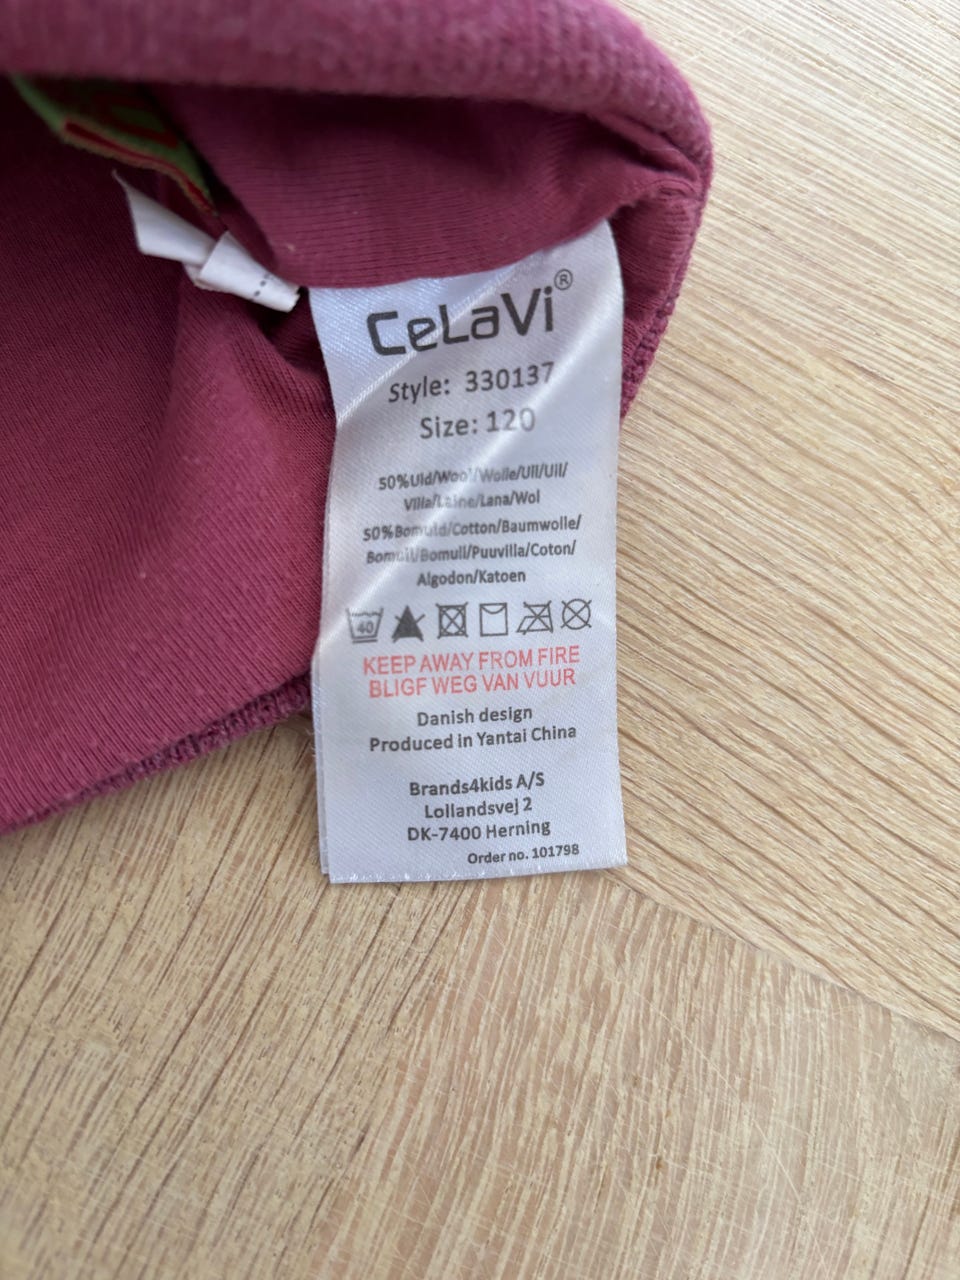 CeLaVi®
Style: 330137
Size: 120
50%Uld/Wool/Wolle/Ull/Ull/
Villa/Laine/Lana/Wol
50%Bomuld/Cotton/Baumwolle/
Bomull/Bomull/Puuvilla/Coton/
Algodon/Katoen
40
KEEP AWAY FROM FIRE
BLIGF WEG VAN VUUR
Danish design
Produced in Yantai China
Brands4kids A/S
Lollandsvej 2
DK-7400 Herning
Order no. 101798